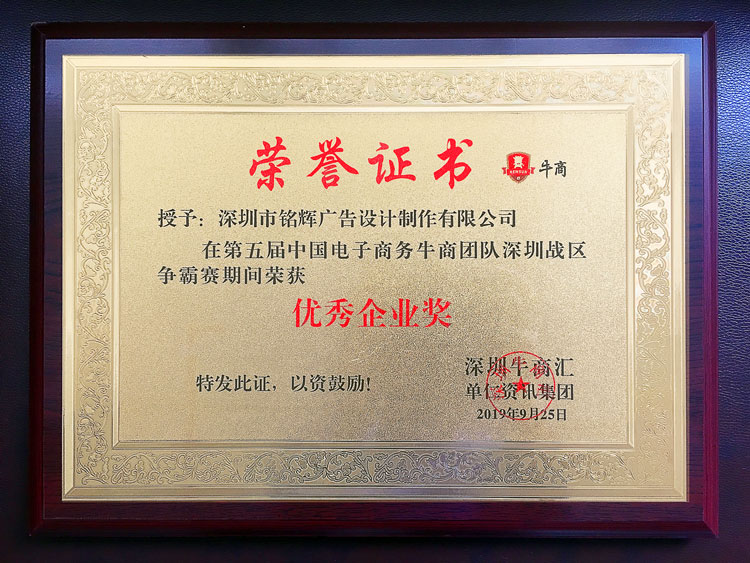 荣誉证书
牛商
授予：深圳市铭辉广告设计制作有限公司
在第五届中国电子商务牛商团队深圳战区
争霸赛期间荣获
优秀企业奖
特发此证，以资鼓励!
深圳牛商汇
单仁资讯集团
2019年9月25日